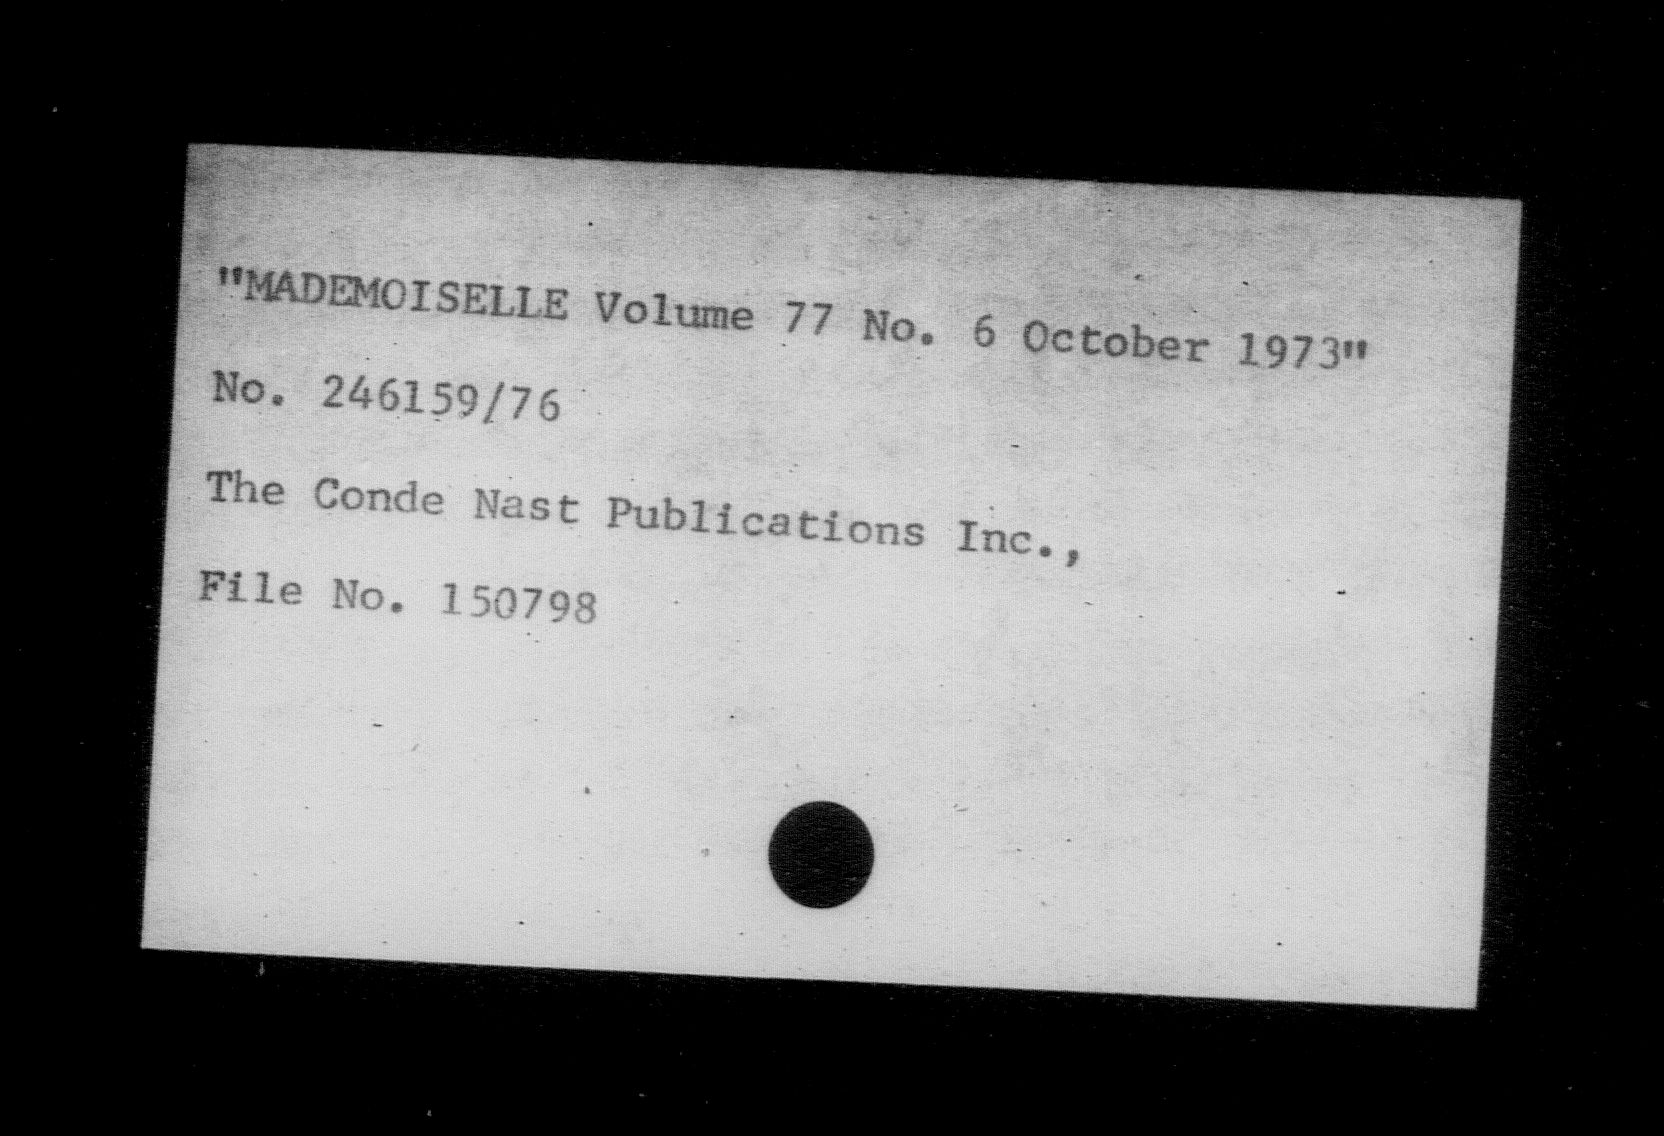 "MADEMOISELLE Volume 77 No. 6 October 1973"
No. 246159/76
The Conde Nast Publications Inc.,
File No. 150798